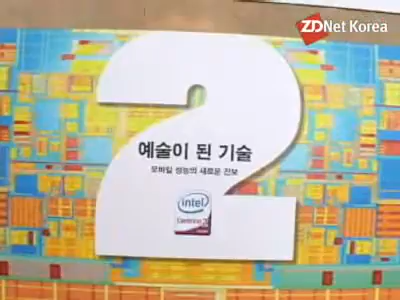 ZDNet Korea
2
예술이 된 기술
모바일 성능의 새로운 진보
intel
Centrino 2